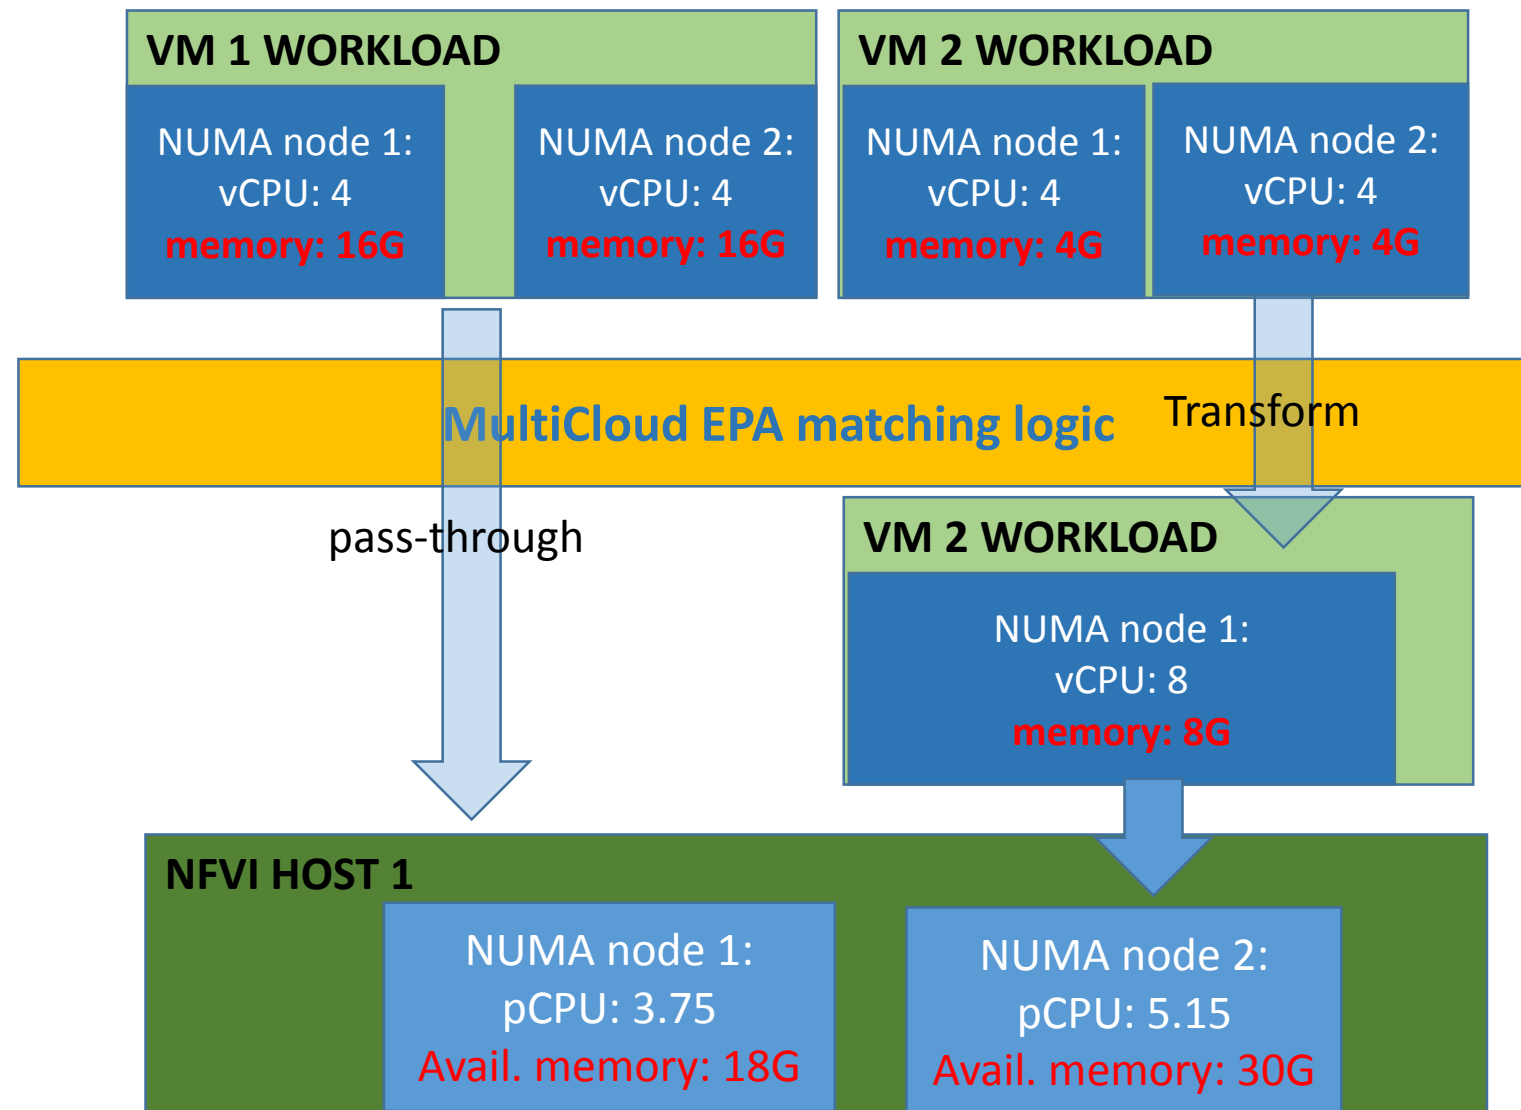 VM 1 WORKLOAD
NUMA node 1:
vCPU: 4
memory: 16G
NUMA node 2:
vCPU: 4
memory: 16G
VM 2 WORKLOAD
NUMA node 1:
vCPU: 4
memory: 4G
NUMA node 2:
vCPU: 4
memory: 4G
MultiCloud EPA matching logic
Transform
pass-through
VM 2 WORKLOAD
NUMA node 1:
vCPU: 8
memory: 8G
NFVI HOST 1
NUMA node 1:
pCPU: 3.75
Avail. memory: 18G
NUMA node 2:
pCPU: 5.15
Avail. memory: 30G